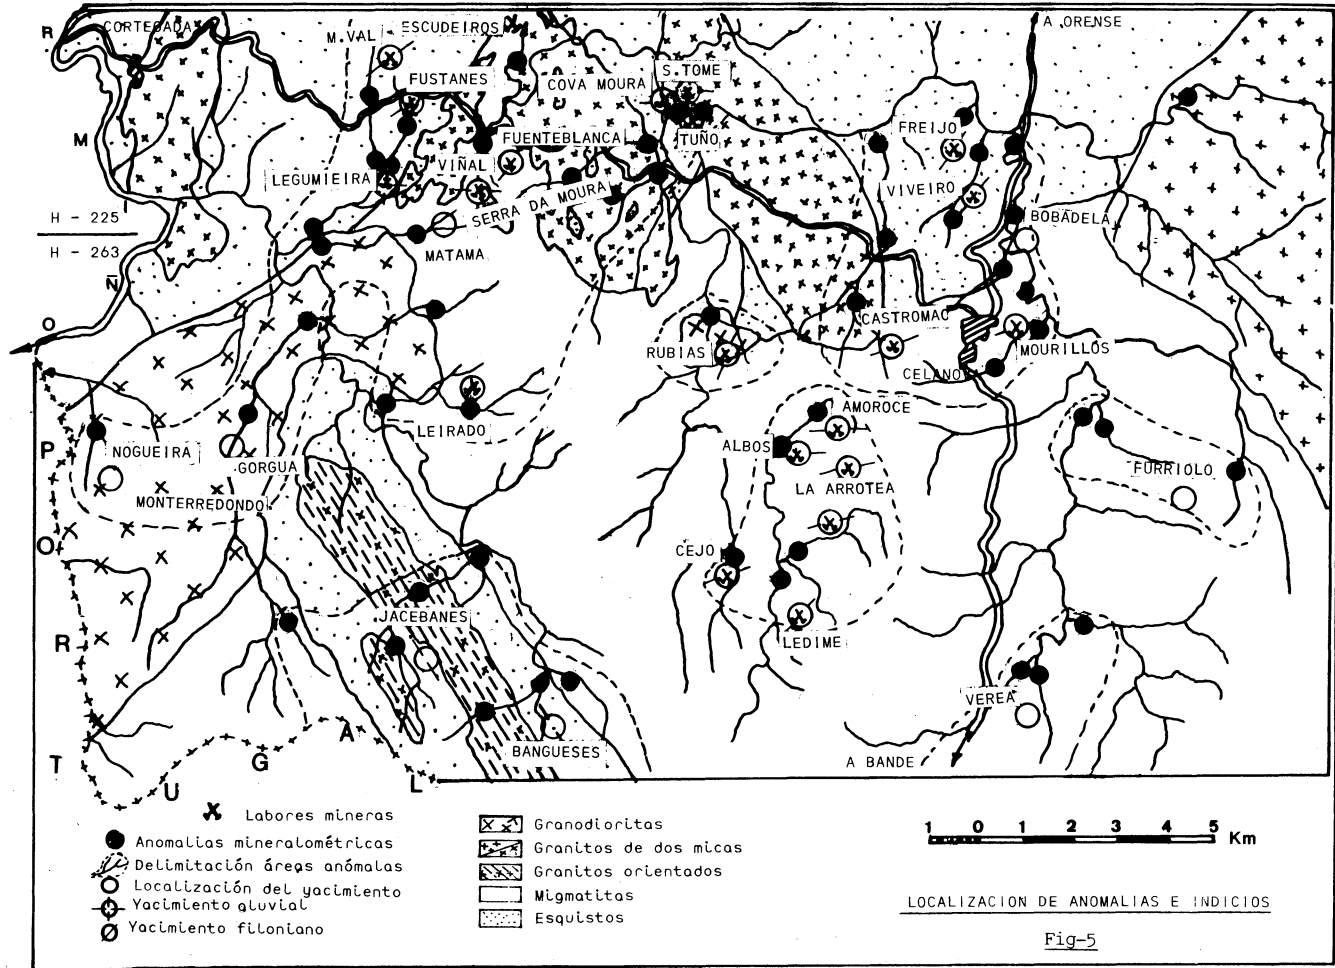 R
CORTEGADA
M. VAL
ESCUDEIROS
A ORENSE
FUSTANES
COVA MOURA
S.TOME
M
FUENTEBLANCA
TUÑO
FREIJO
VIÑAL
LEGUMIEIRA
VIVEIRO
SERRA DA MOURA
BOBADELA
H - 225
H - 263
MATAMA
Ñ
O
CASTROMAC
RUBIAS
MOURILLOS
CELANOV
AMOROCE
LEIRADO
ALBOS
P
NOGUEIRA
GORGUA
FURRIOLO
LA ARROTEA
MONTERREDONDO
O
CEJO
JACEBANES
R
LEDIME
VEREA
A
BANGUESES
T
G
A BANDE
U
L
Labores mineras
Anomalias mineralométricas
Delimitación áreas anómalas
Localización del yacimiento
Yacimiento aluvial
Yacimiento filoniano
Granodioritas
Granitos de dos micas
Granitos orientados
Migmatitas
Esquistos
1 0 1 2 3 4 5 Km
LOCALIZACION DE ANOMALIAS E INDICIOS
Fig-5